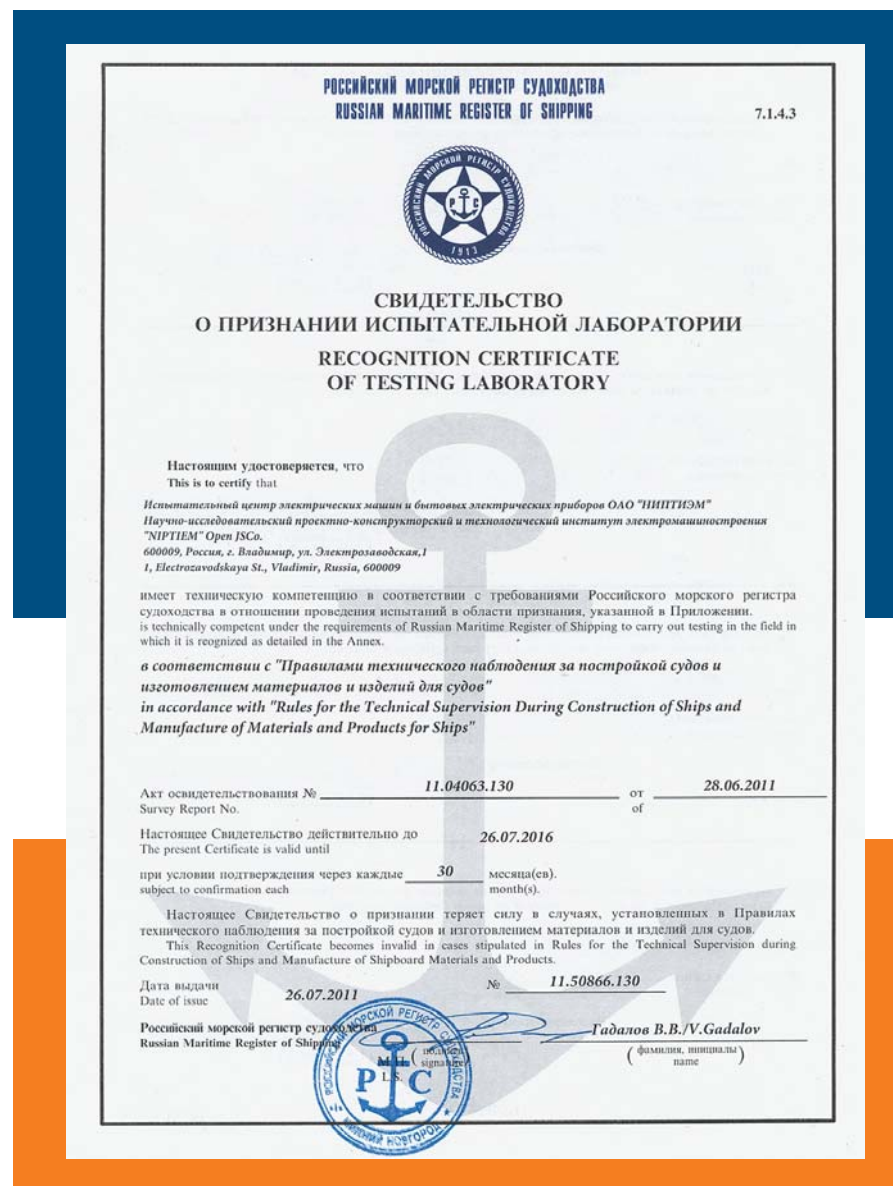 РОССИЙСКИЙ МОРСКОЙ РЕГИСТР СУДОХОДСТВА
RUSSIAN MARITIME REGISTER OF SHIPPING
7.1.4.3
РОССИЙСКИЙ МОРСКОЙ РЕГИСТР СУДОХОДСТВА
Р С
1913
СВИДЕТЕЛЬСТВО
О ПРИЗНАНИИ ИСПЫТАТЕЛЬНОЙ ЛАБОРАТОРИИ
RECOGNITION CERTIFICATE
OF TESTING LABORATORY
Настоящим удостоверяется, что
This is to certify that
Испытательный центр электрических машин и бытовых электрических приборов ОАО "НИПТИЭМ"
Научно-исследовательский проектно-конструкторский и технологический институт электромашиностроения
"NIPTIEM" Open JSCo.
600009, Россия, г. Владимир, ул. Электрозаводская,1
1, Electrozavodskaya St., Vladimir, Russia, 600009
имеет техническую компетенцию в соответствии с требованиями Российского морского регистра
судоходства в отношении проведения испытаний в области признания, указанной в Приложении.
is technically competent under the requirements of Russian Maritime Register of Shipping to carry out testing in the field in
which it is reognized as detailed in the Annex.
в соответствии с "Правилами технического наблюдения за постройкой судов и
изготовлением материалов и изделий для судов"
in accordance with "Rules for the Technical Supervision During Construction of Ships and
Manufacture of Materials and Products for Ships"
Акт освидетельствования № 11.04063.130 от 28.06.2011
Survey Report No. of
Настоящее Свидетельство действительно до 26.07.2016
The present Certificate is valid until
при условии подтверждения через каждые 30 месяца(ев).
subject to confirmation each month(s).
Настоящее Свидетельство о признании теряет силу в случаях, установленных в Правилах
технического наблюдения за постройкой судов и изготовлением материалов и изделий для судов.
This Recognition Certificate becomes invalid in cases stipulated in Rules for the Technical Supervision during
Construction of Ships and Manufacture of Shipboard Materials and Products.
Дата выдачи 26.07.2011 № 11.50866.130
Date of issue
Российский морской регистр судоходства Гадалов В.В./V.Gadalov
Russian Maritime Register of Shipping
М.П. (подпись) (фамилия, инициалы)
L.S. signature name
РОССИЙСКИЙ МОРСКОЙ РЕГИСТР СУДОХОДСТВА
Р С
НИЖНИЙ НОВГОРОД